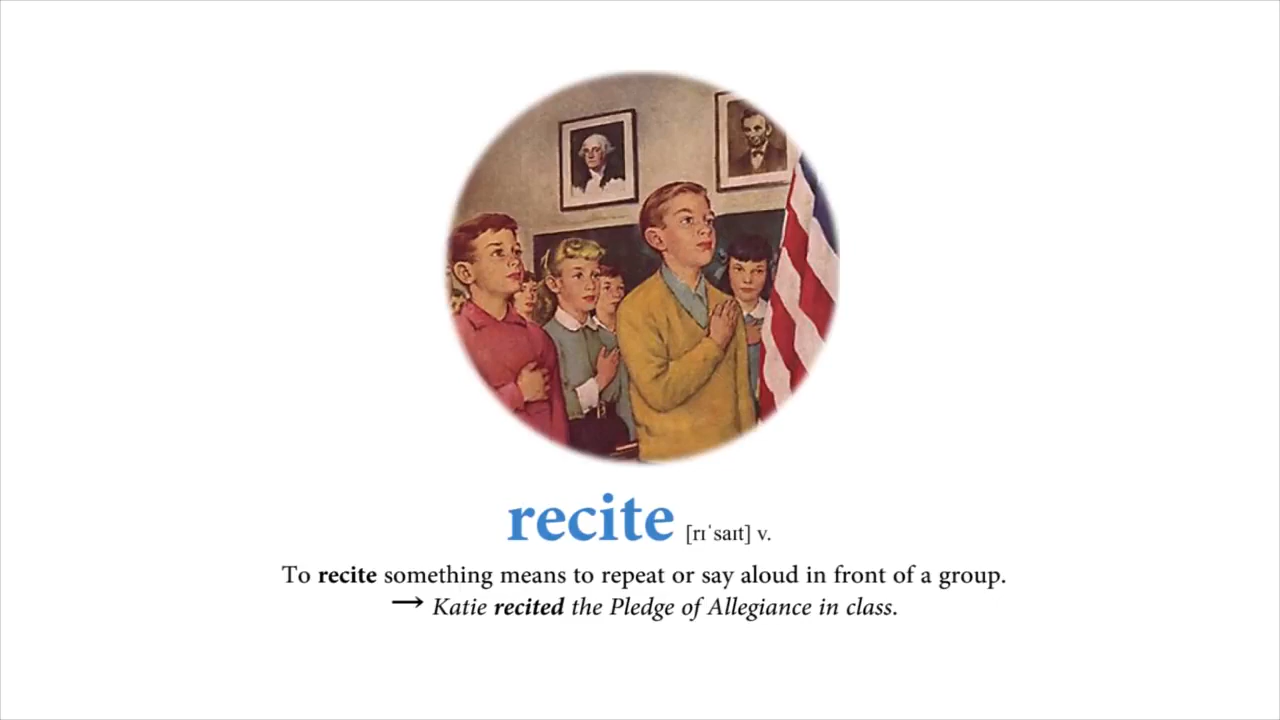 recite [rɪˈsaɪt] v.
To recite something means to repeat or say aloud in front of a group.
→ Katie recited the Pledge of Allegiance in class.